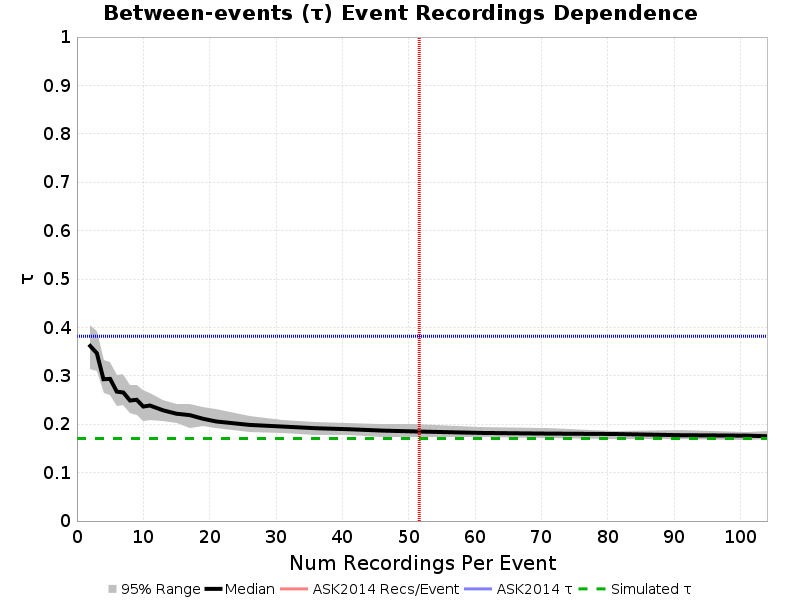 Between-events (τ) Event Recordings Dependence
1
0.9
0.8
0.7
0.6
0.5
0.4
0.3
0.2
0.1
0
τ
0 10 20 30 40 50 60 70 80 90 100
Num Recordings Per Event
95% Range Median ASK2014 Recs/Event ASK2014 τ Simulated τ